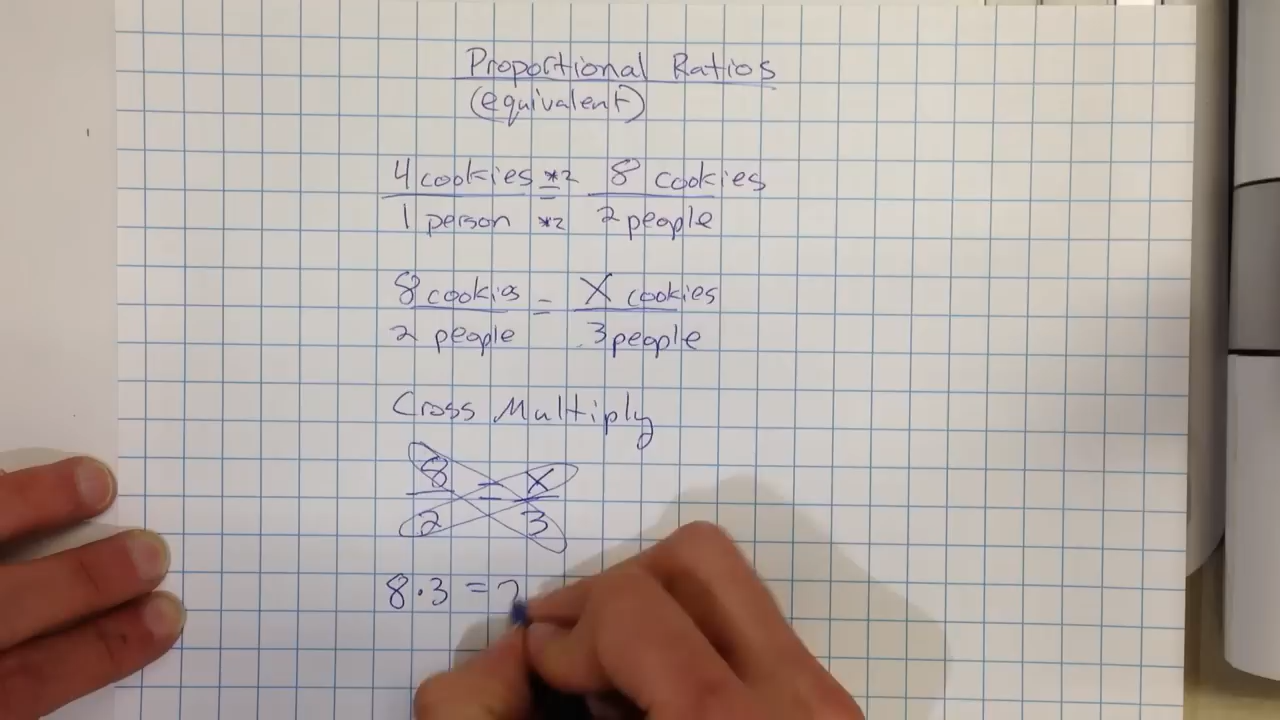 Proportional Ratios
(equivalent)
4 cookies *2 = 8 cookies
1 person *2 2 people
8 cookies = X cookies
2 people 3 people
Cross Multiply
8 = x
2 3
8·3 = 2